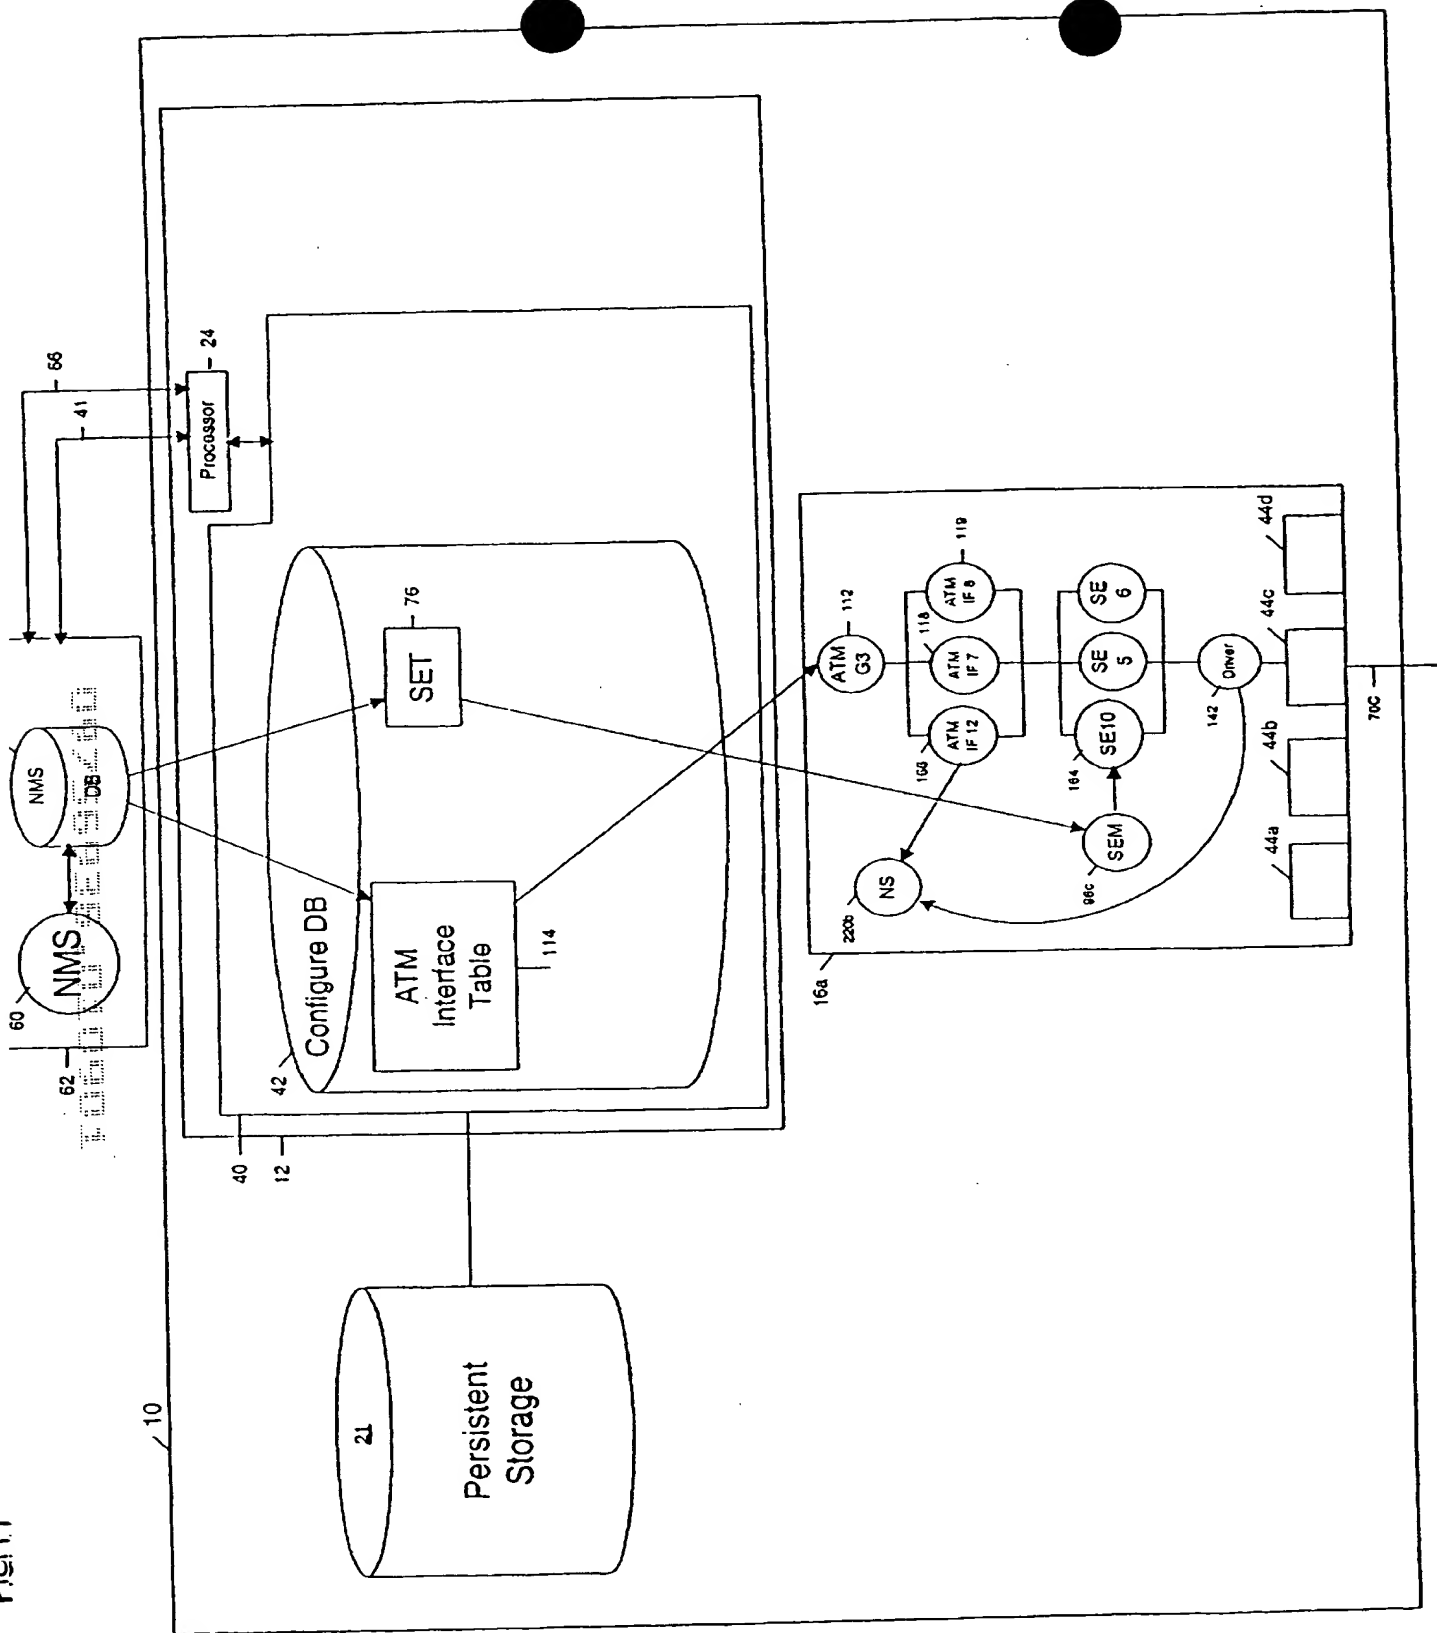 60
NMS
NMS
DB
62
66
41
Processor
24
10
12
40
42
Configure DB
ATM
Interface
Table
114
SET
76
21
Persistent
Storage
16a
220b
NS
ATM
G3
112
ATM
IF 12
ATM
IF 7
118
ATM
IF 8
119
96c
SEM
164
SE10
SE
5
SE
6
142
Driver
44a
44b
44c
44d
70C